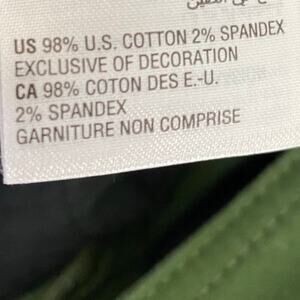 US 98% U.S. COTTON 2% SPANDEX
EXCLUSIVE OF DECORATION
CA 98% COTON DES E.-U.
2% SPANDEX
GARNITURE NON COMPRISE